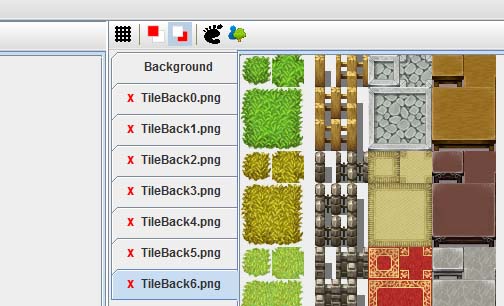 Background
x TileBack0.png
x TileBack1.png
x TileBack2.png
x TileBack3.png
x TileBack4.png
x TileBack5.png
x TileBack6.png